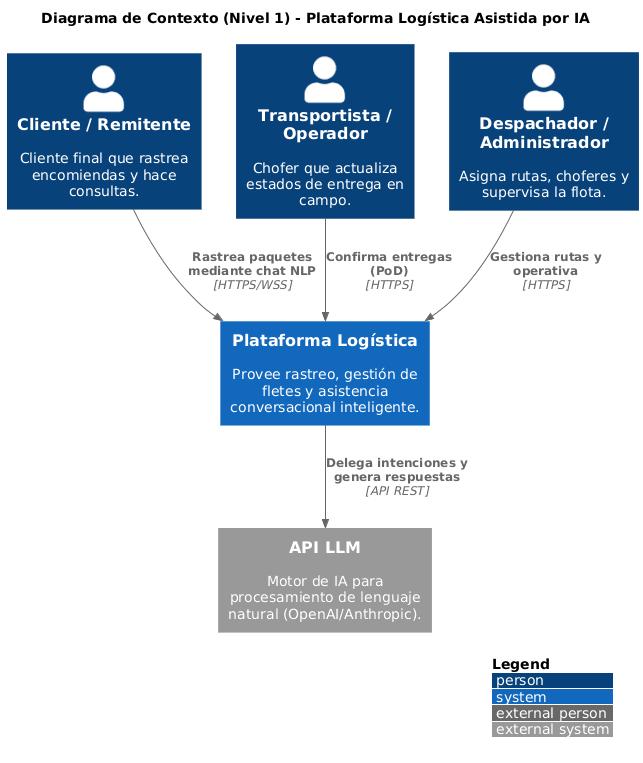 Diagrama de Contexto (Nivel 1) - Plataforma Logística Asistida por IA
Cliente / Remitente
Cliente final que rastrea
encomiendas y hace
consultas.
Transportista /
Operador
Chofer que actualiza
estados de entrega en
campo.
Despachador /
Administrador
Asigna rutas, choferes y
supervisa la flota.
Rastrea paquetes
mediante chat NLP
[HTTPS/WSS]
Confirma entregas
(PoD)
[HTTPS]
Gestiona rutas y
operativa
[HTTPS]
Plataforma Logística
Provee rastreo, gestión de
fletes y asistencia
conversacional inteligente.
Delega intenciones y
genera respuestas
[API REST]
API LLM
Motor de IA para
procesamiento de lenguaje
natural (OpenAI/Anthropic).
Legend
person
system
external person
external system